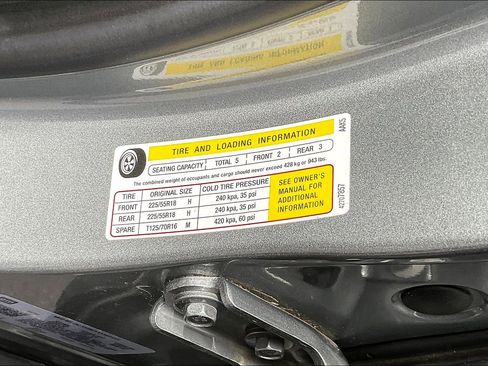 TIRE AND LOADING INFORMATION
SEATING CAPACITY TOTAL 5 FRONT 2 REAR 3
The combined weight of occupants and cargo should never exceed 428 kg or 943 lbs.
TIRE ORIGINAL SIZE COLD TIRE PRESSURE
FRONT 225/55R18 H 240 kpa, 35 psi
REAR 225/55R18 H 240 kpa, 35 psi
SPARE T125/70R16 M 420 kpa, 60 psi
SEE OWNER'S
MANUAL FOR
ADDITIONAL
INFORMATION